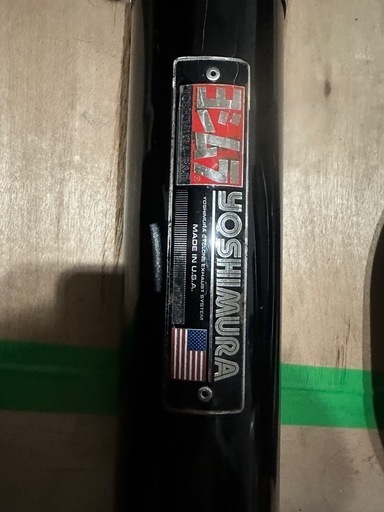 ヨシムラ
YOSHIMURA
YOSHIMURA CYCLONE EXHAUST SYSTEM
MADE IN U.S.A.